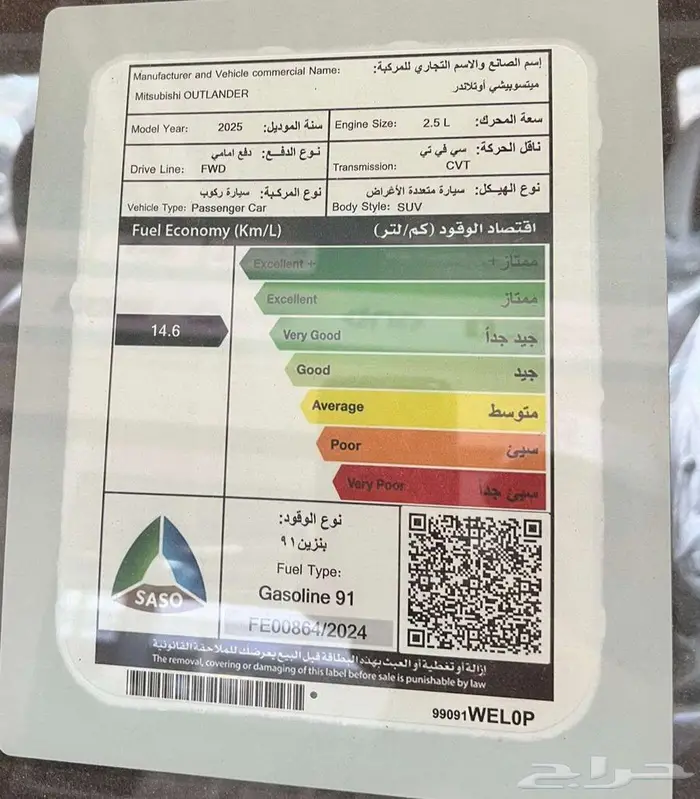 Manufacturer and Vehicle commercial Name: إسم الصانع والاسم التجاري للمركبة:
Mitsubishi OUTLANDER ميتسوبيشي أوتلاندر
Model Year: 2025 سنة الموديل:
Engine Size: 2.5 L سعة المحرك:
نوع الدفع: دفع امامي
Drive Line: FWD
ناقل الحركة: سي في تي
Transmission: CVT
نوع المركبة: سيارة ركوب
Vehicle Type: Passenger Car
نوع الهيكل: سيارة متعددة الأغراض
Body Style: SUV
Fuel Economy (Km/L) اقتصاد الوقود (كم/لتر)
Excellent + ممتاز +
Excellent ممتاز
14.6
Very Good جيد جداً
Good جيد
Average متوسط
Poor سيئ
Very Poor سيئ جداً
SASO
نوع الوقود:
بنزين ٩١
Fuel Type:
Gasoline 91
FE00864/2024
إزالة أو تغطية أو العبث بهذه البطاقة قبل البيع يعرضك للملاحقة القانونية
The removal, covering or damaging of this label before sale is punishable by law
99091WEL0P
حراج